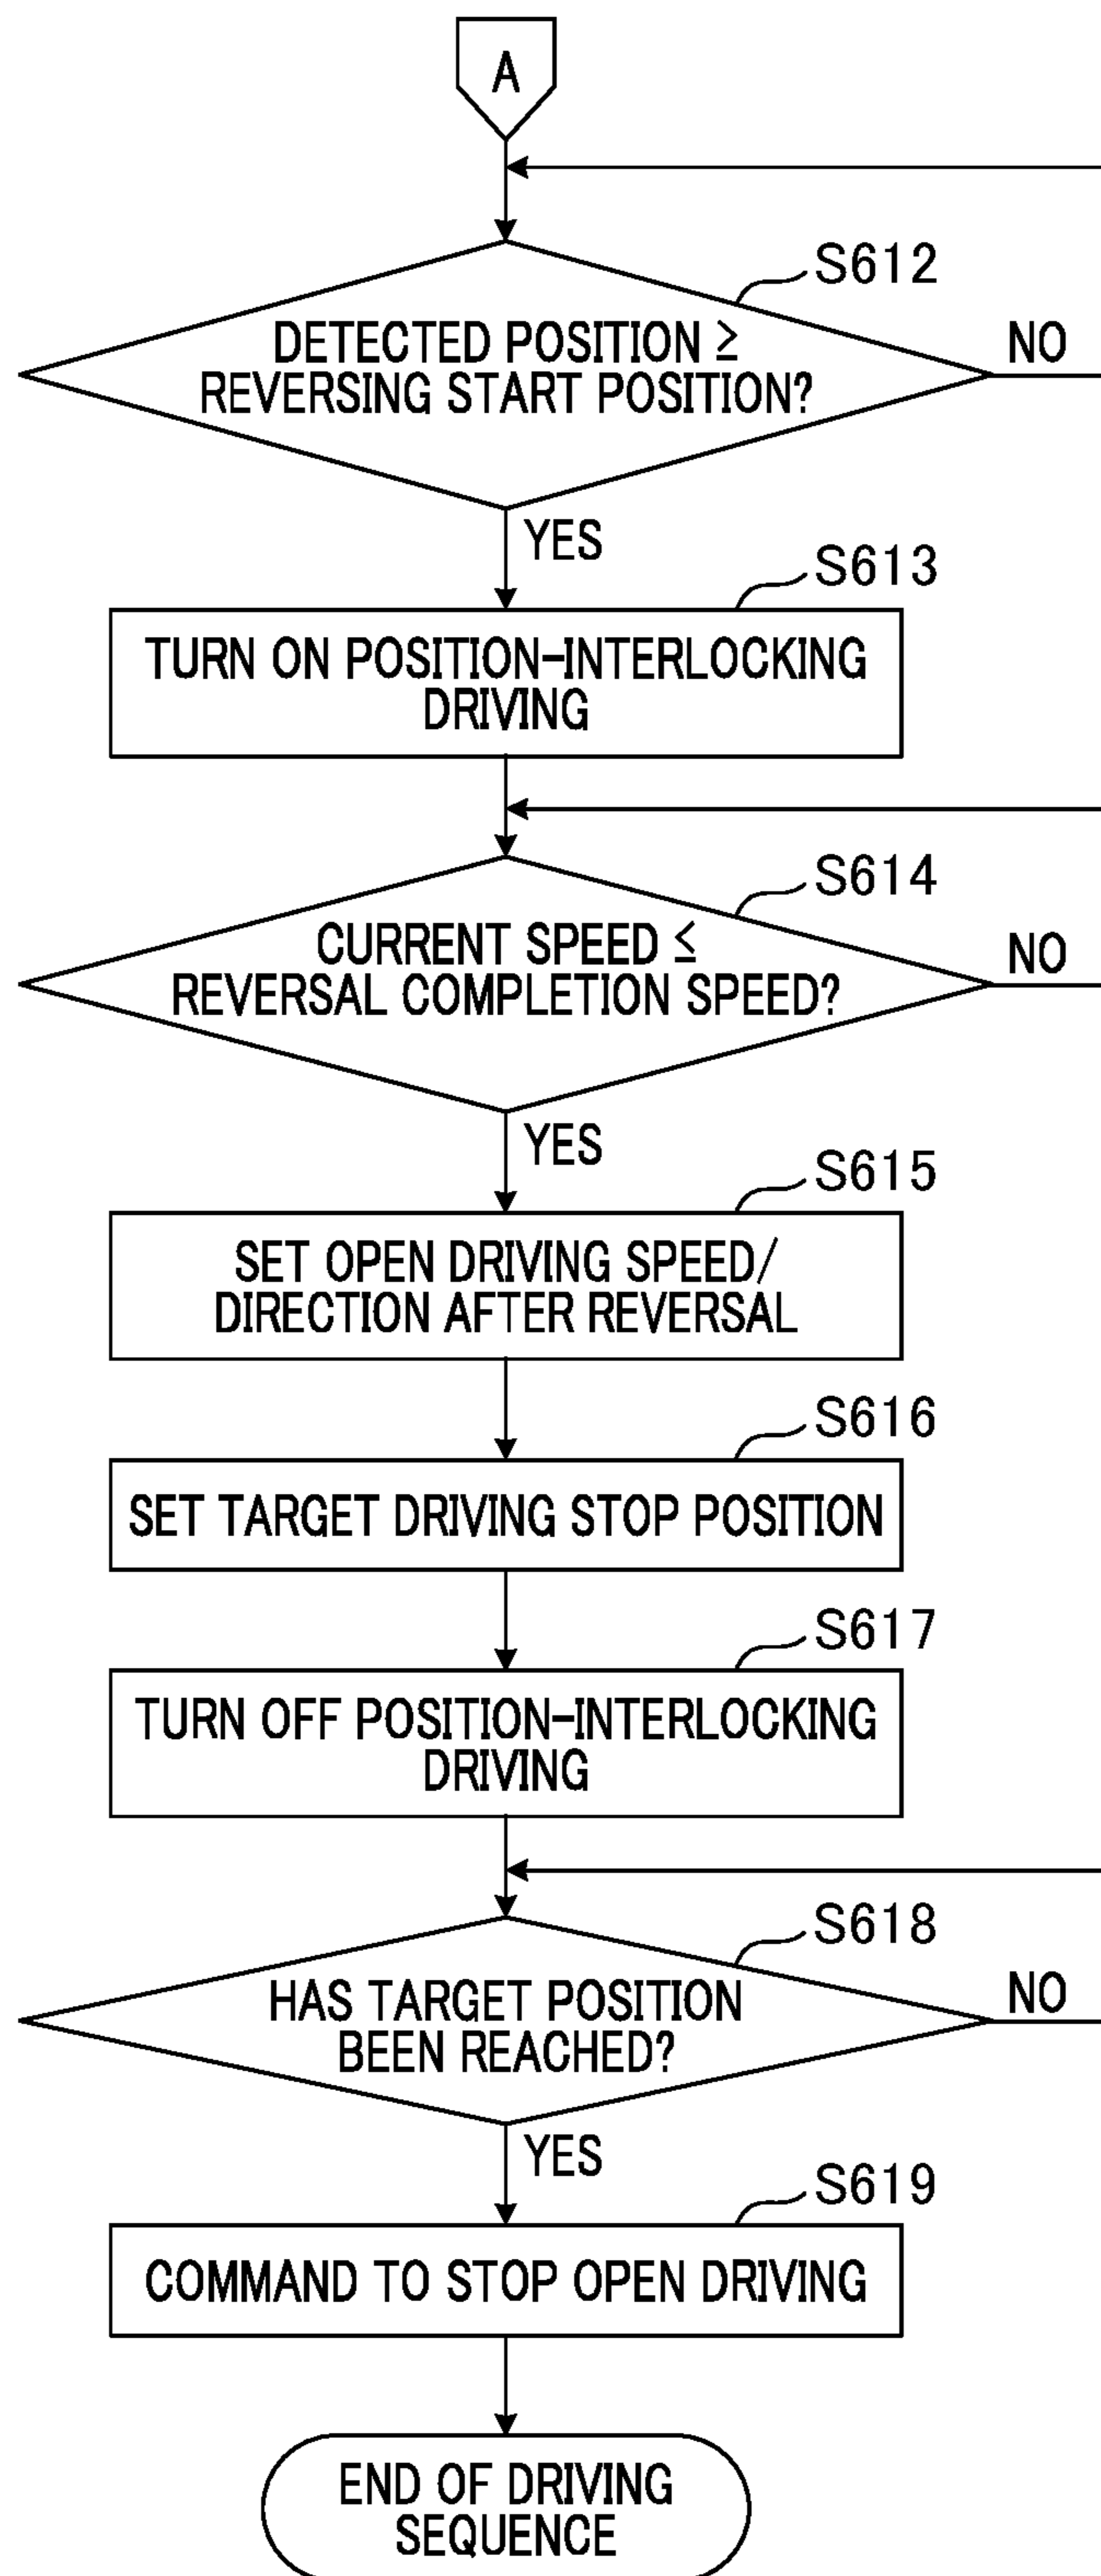 A
S612
DETECTED POSITION ≥
REVERSING START POSITION?
NO
YES
S613
TURN ON POSITION-INTERLOCKING
DRIVING
S614
CURRENT SPEED ≤
REVERSAL COMPLETION SPEED?
NO
YES
S615
SET OPEN DRIVING SPEED/
DIRECTION AFTER REVERSAL
S616
SET TARGET DRIVING STOP POSITION
S617
TURN OFF POSITION-INTERLOCKING
DRIVING
S618
HAS TARGET POSITION
BEEN REACHED?
NO
YES
S619
COMMAND TO STOP OPEN DRIVING
END OF DRIVING
SEQUENCE